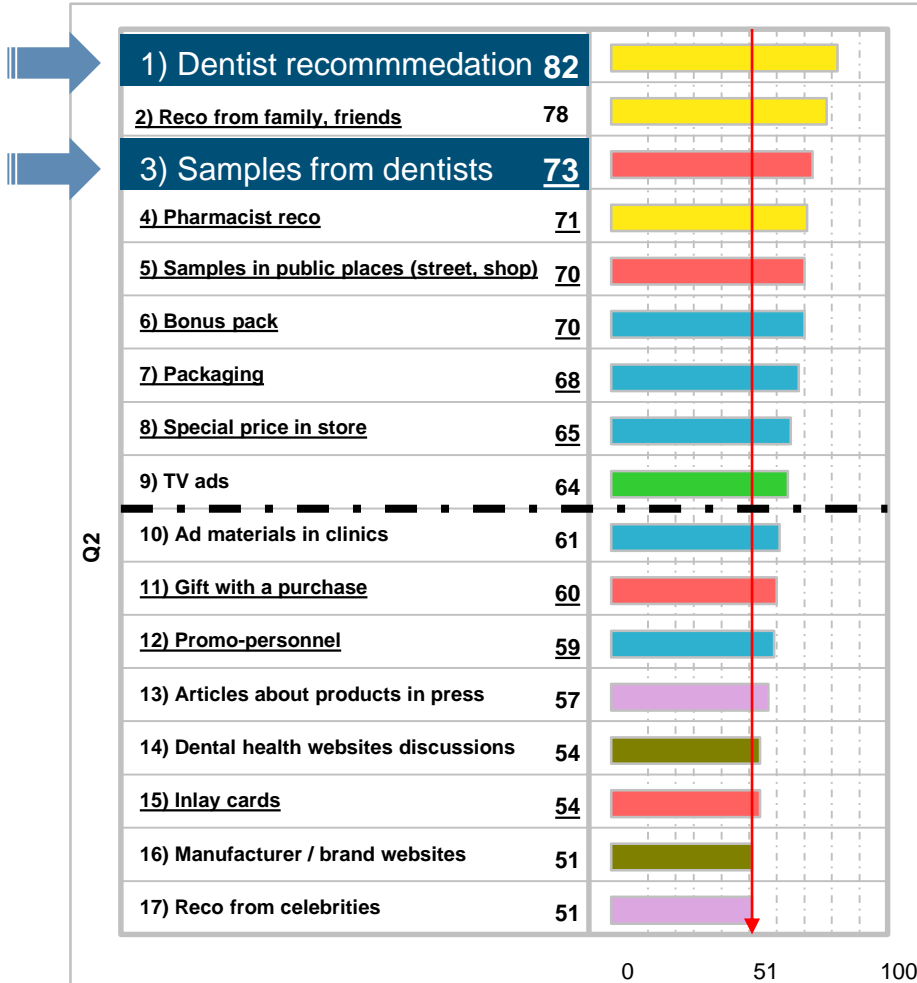 1) Dentist recommmedation 82
2) Reco from family, friends 78
3) Samples from dentists 73
4) Pharmacist reco 71
5) Samples in public places (street, shop) 70
6) Bonus pack 70
7) Packaging 68
8) Special price in store 65
9) TV ads 64
Q2
10) Ad materials in clinics 61
11) Gift with a purchase 60
12) Promo-personnel 59
13) Articles about products in press 57
14) Dental health websites discussions 54
15) Inlay cards 54
16) Manufacturer / brand websites 51
17) Reco from celebrities 51
0 51 100